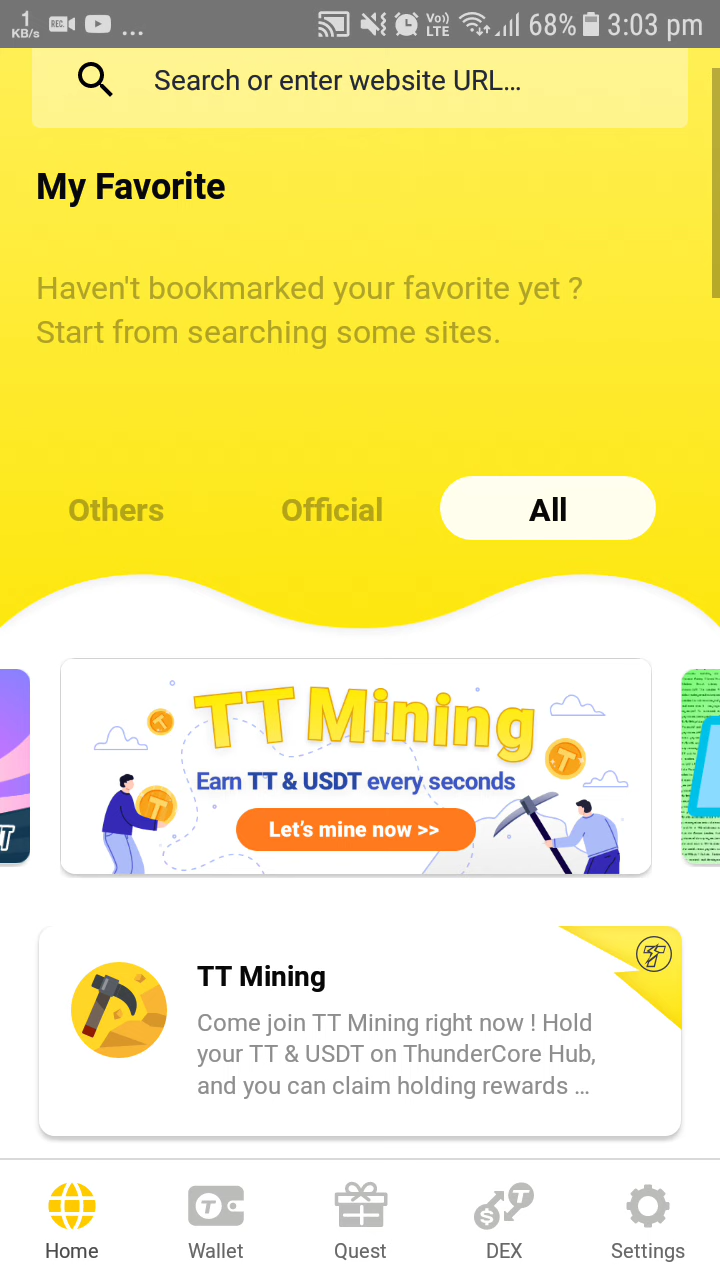 1
KB/s
REC.
...
Vo))
LTE
68%
3:03 pm
Search or enter website URL...
My Favorite
Haven't bookmarked your favorite yet ?
Start from searching some sites.
Others
Official
All
TT Mining
Earn TT & USDT every seconds
Let's mine now >>
TT Mining
Come join TT Mining right now ! Hold
your TT & USDT on ThunderCore Hub,
and you can claim holding rewards ...
Home
Wallet
Quest
DEX
Settings